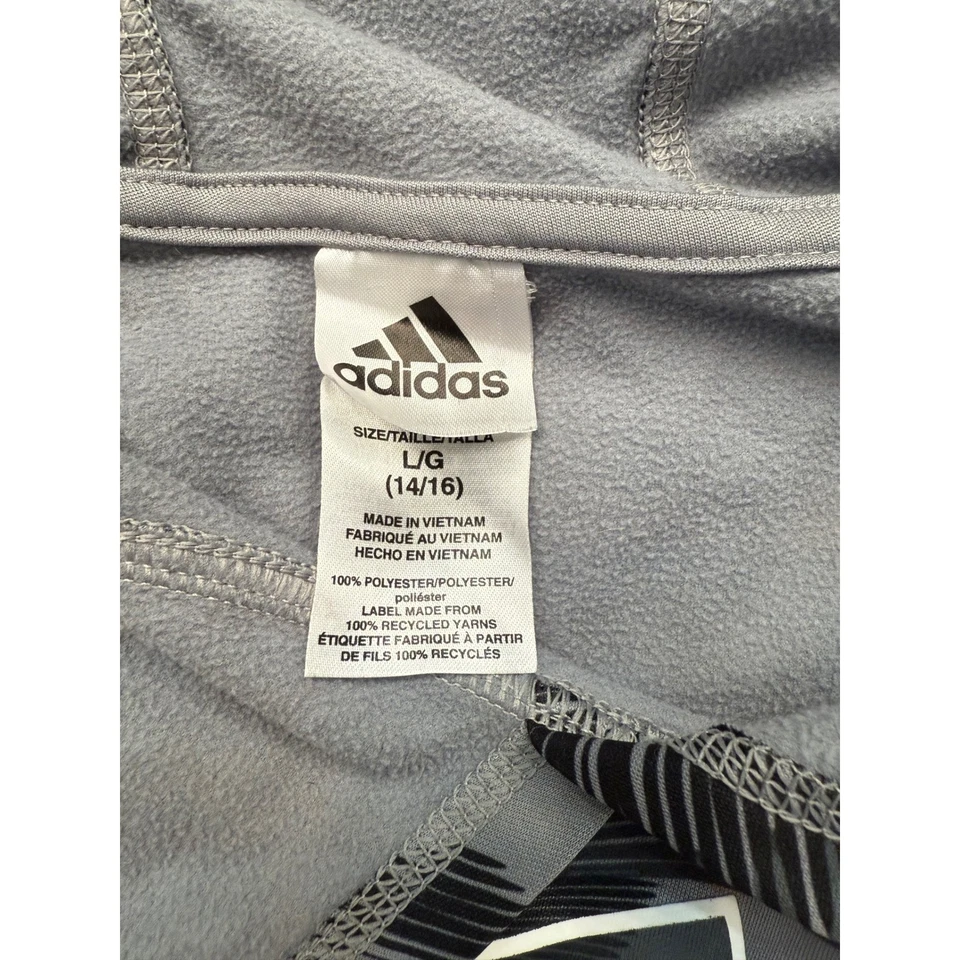 adidas
SIZE/TAILLE/TALLA
L/G
(14/16)
MADE IN VIETNAM
FABRIQUÉ AU VIETNAM
HECHO EN VIETNAM
100% POLYESTER/POLYESTER/
poliéster
LABEL MADE FROM
100% RECYCLED YARNS
ÉTIQUETTE FABRIQUÉ À PARTIR
DE FILS 100% RECYCLÉS